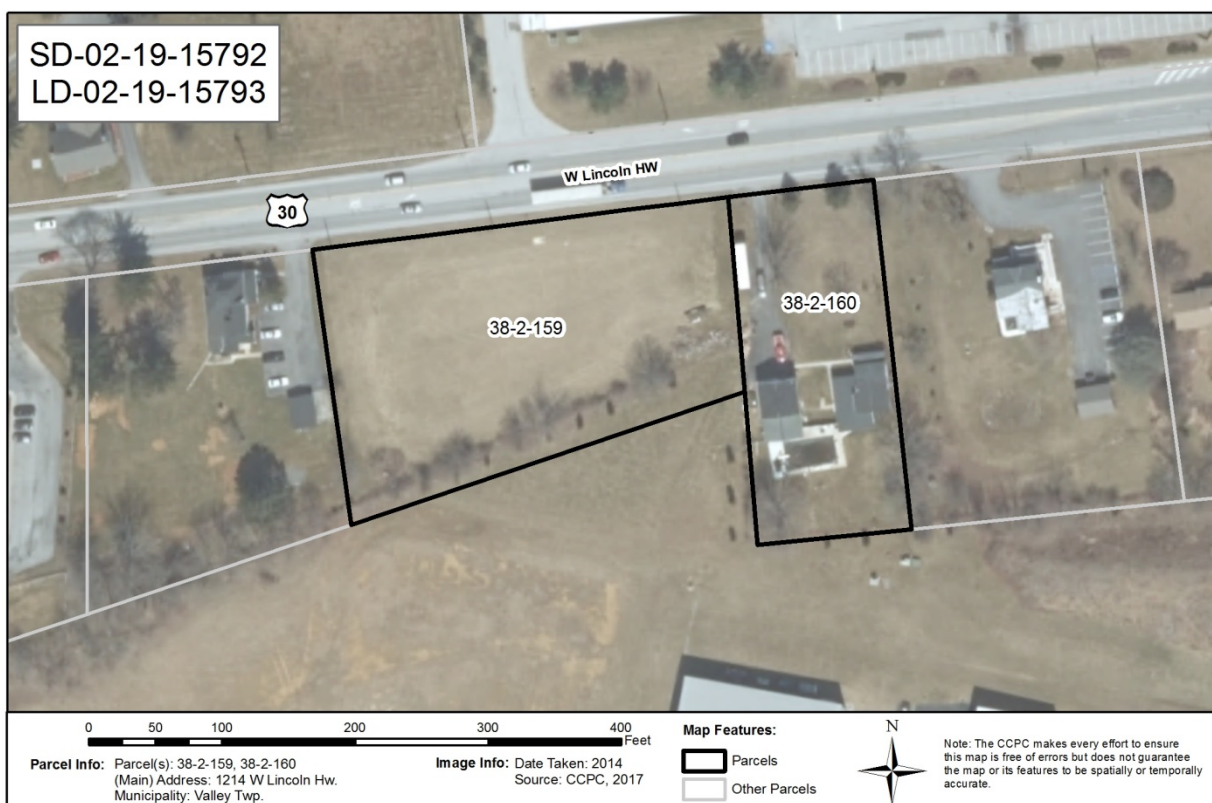 SD-02-19-15792
LD-02-19-15793
W Lincoln HW
30
38-2-159
38-2-160
0 50 100 200 300 400
Feet
Parcel Info: Parcel(s): 38-2-159, 38-2-160
(Main) Address: 1214 W Lincoln Hw.
Municipality: Valley Twp.
Image Info: Date Taken: 2014
Source: CCPC, 2017
Map Features:
Parcels
Other Parcels
N
Note: The CCPC makes every effort to ensure
this map is free of errors but does not guarantee
the map or its features to be spatially or temporally
accurate.